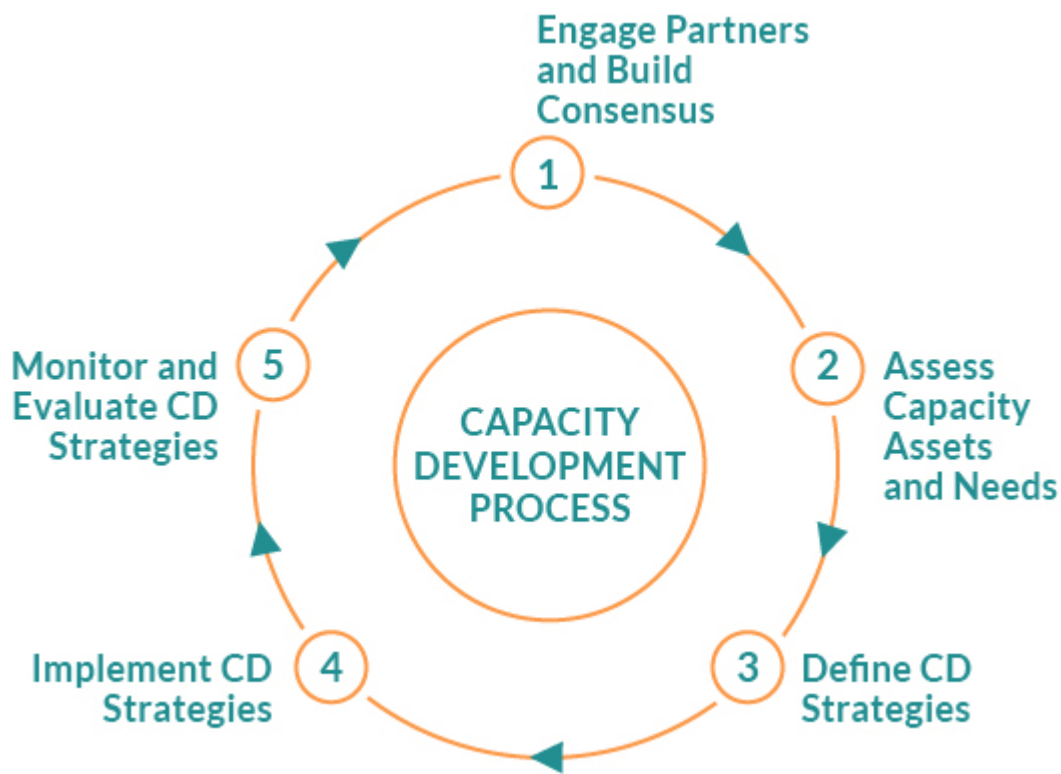 Engage Partners
and Build
Consensus
1
2
Assess
Capacity
Assets
and Needs
3
Define CD
Strategies
4
Implement CD
Strategies
5
Monitor and
Evaluate CD
Strategies
CAPACITY
DEVELOPMENT
PROCESS